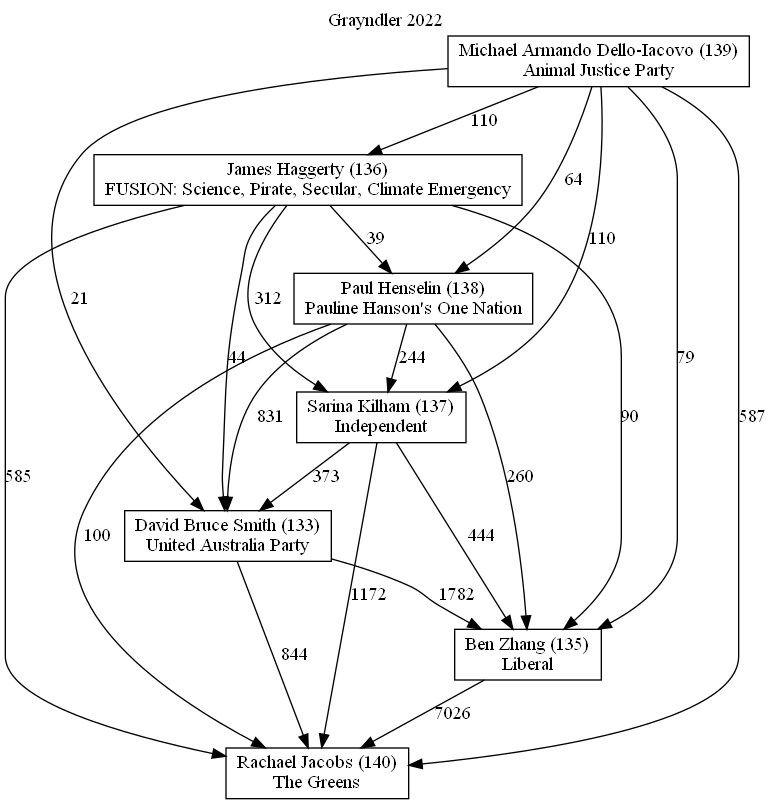 Grayndler 2022
Michael Armando Dello-Iacovo (139)
Animal Justice Party
110
James Haggerty (136)
FUSION: Science, Pirate, Secular, Climate Emergency
64
39
110
Paul Henselin (138)
Pauline Hanson's One Nation
21
312
44
244
79
Sarina Kilham (137)
Independent
831
90
587
585
373
260
David Bruce Smith (133)
United Australia Party
100
444
1172
1782
Ben Zhang (135)
Liberal
844
7026
Rachael Jacobs (140)
The Greens